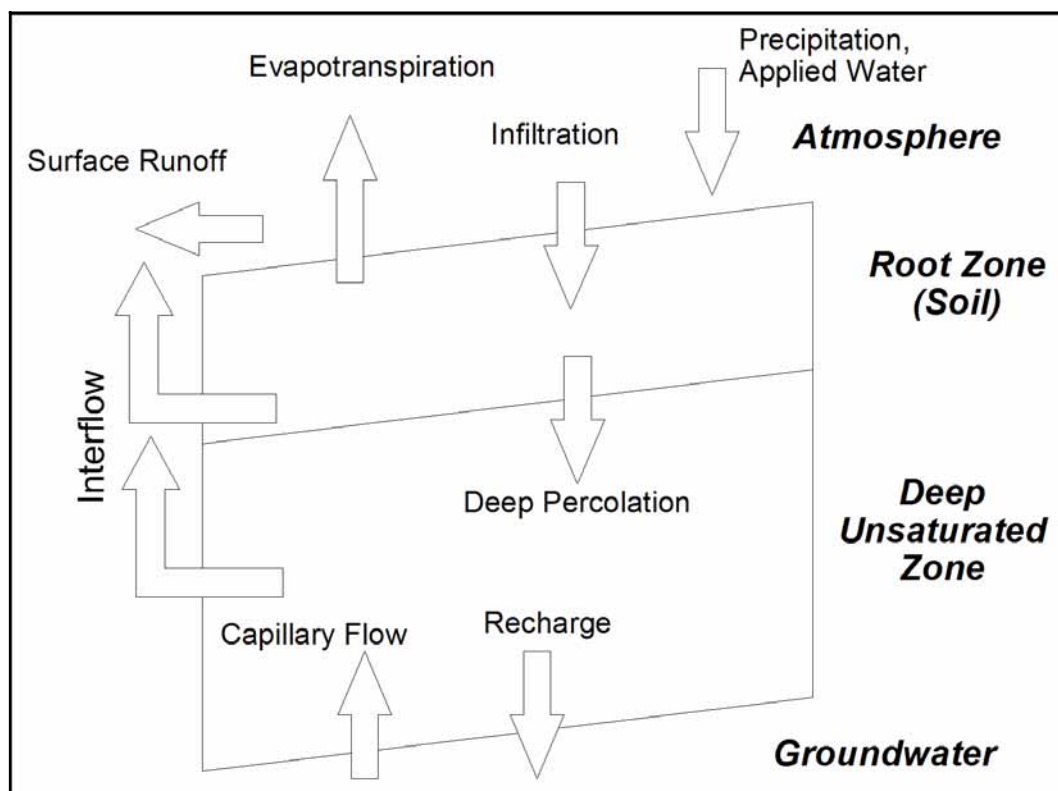 Precipitation,
Applied Water
Evapotranspiration
Infiltration
Atmosphere
Surface Runoff
Root Zone
(Soil)
Interflow
Deep Percolation
Deep
Unsaturated
Zone
Capillary Flow
Recharge
Groundwater